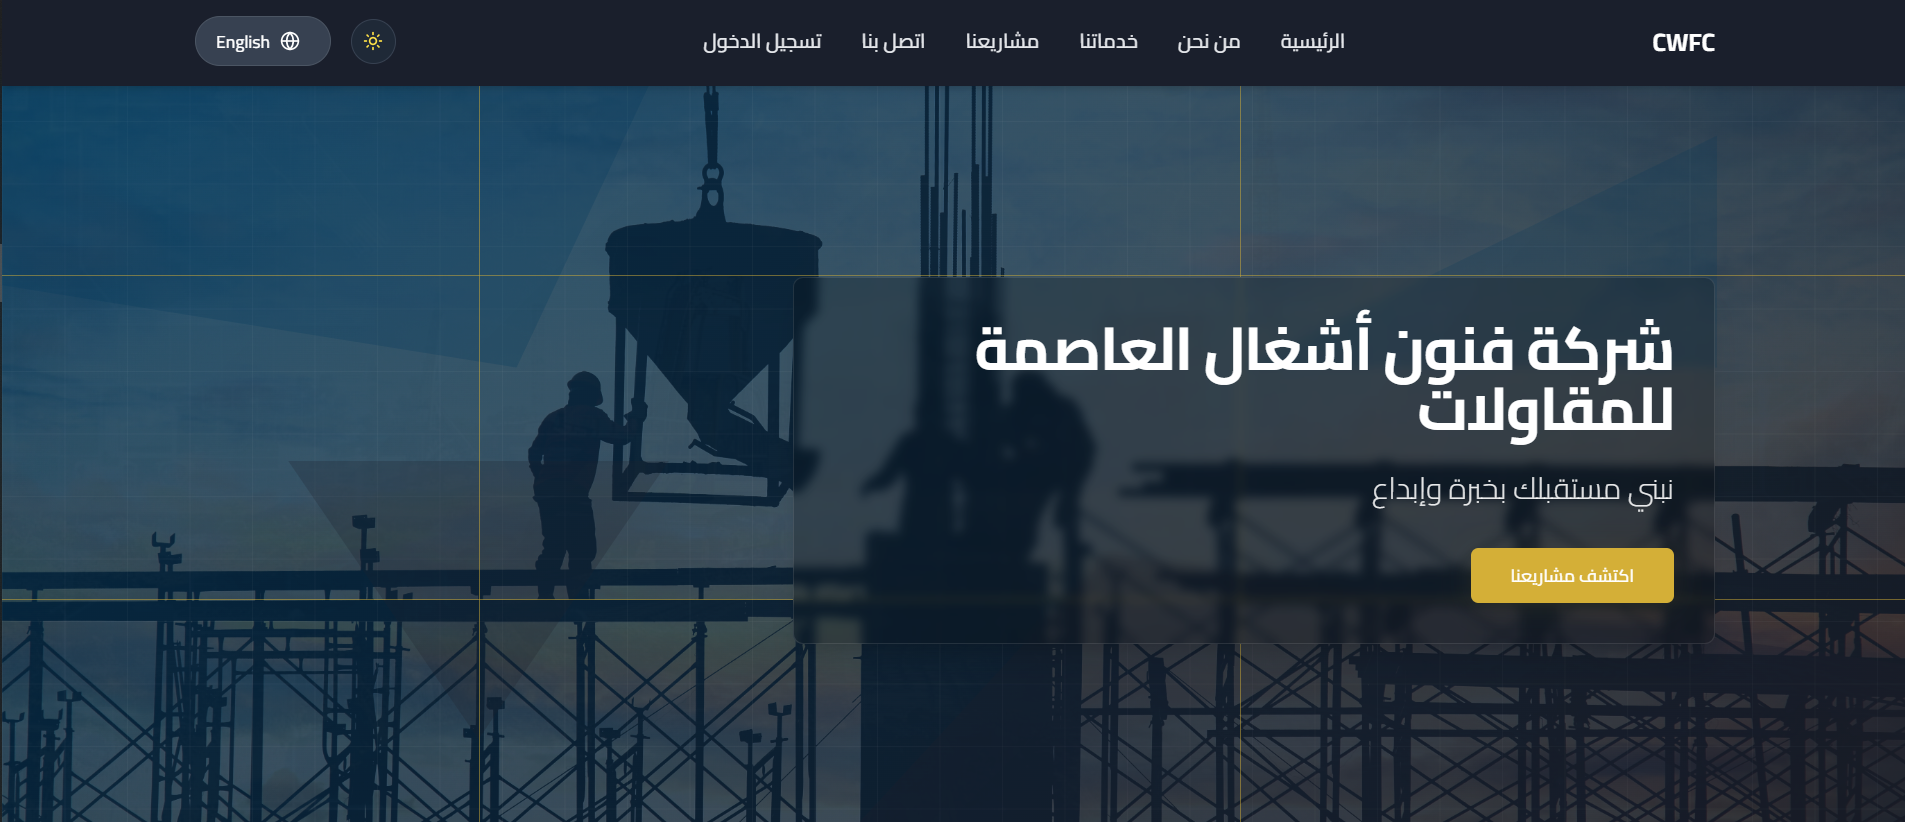 CWFC
الرئيسية
من نحن
خدماتنا
مشاريعنا
اتصل بنا
تسجيل الدخول
English
شركة فنون أشغال العاصمة
للمقاولات
نبني مستقبلك بخبرة وإبداع
اكتشف مشاريعنا